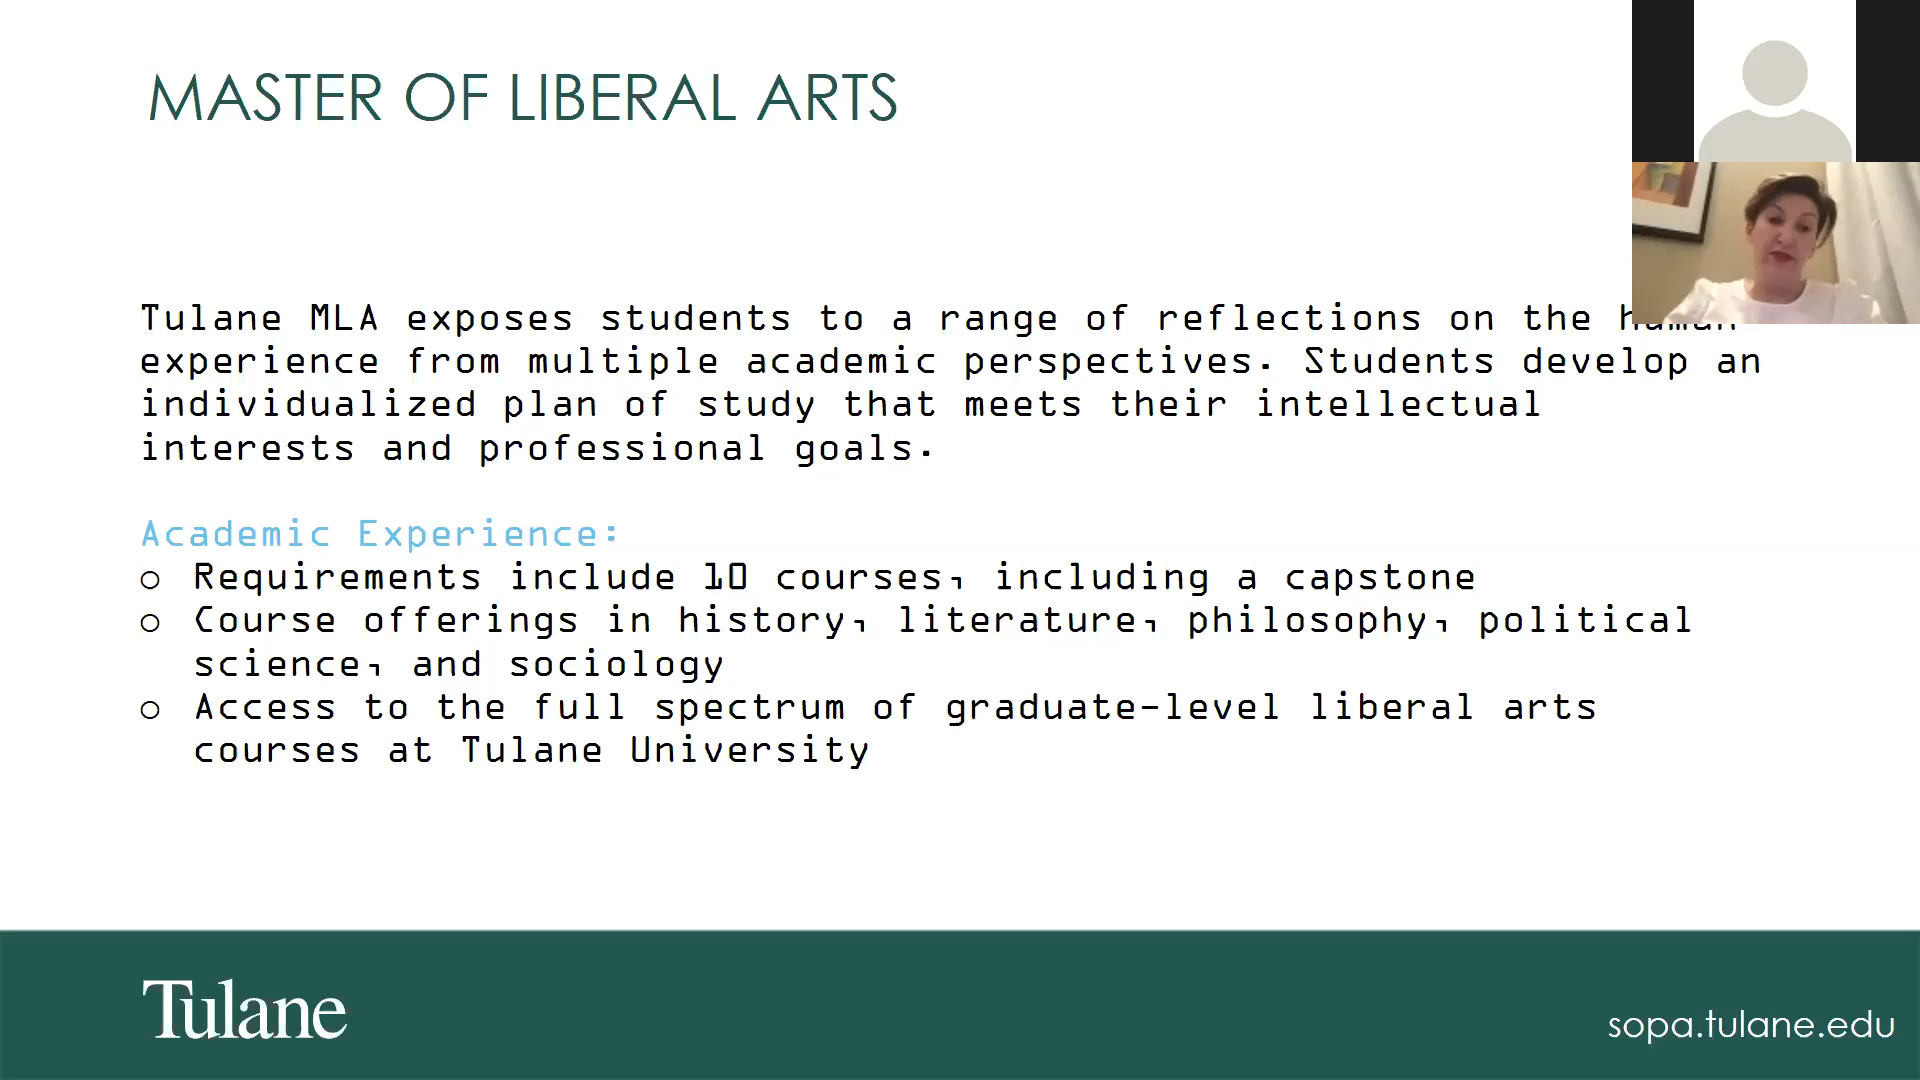 MASTER OF LIBERAL ARTS
Tulane MLA exposes students to a range of reflections on the human
experience from multiple academic perspectives. Students develop an
individualized plan of study that meets their intellectual
interests and professional goals.
Academic Experience:
○ Requirements include 10 courses, including a capstone
○ Course offerings in history, literature, philosophy, political
science, and sociology
○ Access to the full spectrum of graduate-level liberal arts
courses at Tulane University
Tulane
sopa.tulane.edu